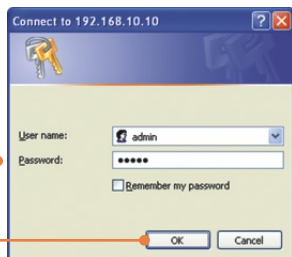 Connect to 192.168.10.10
User name:
admin
Password:
•••••
Remember my password
OK
Cancel